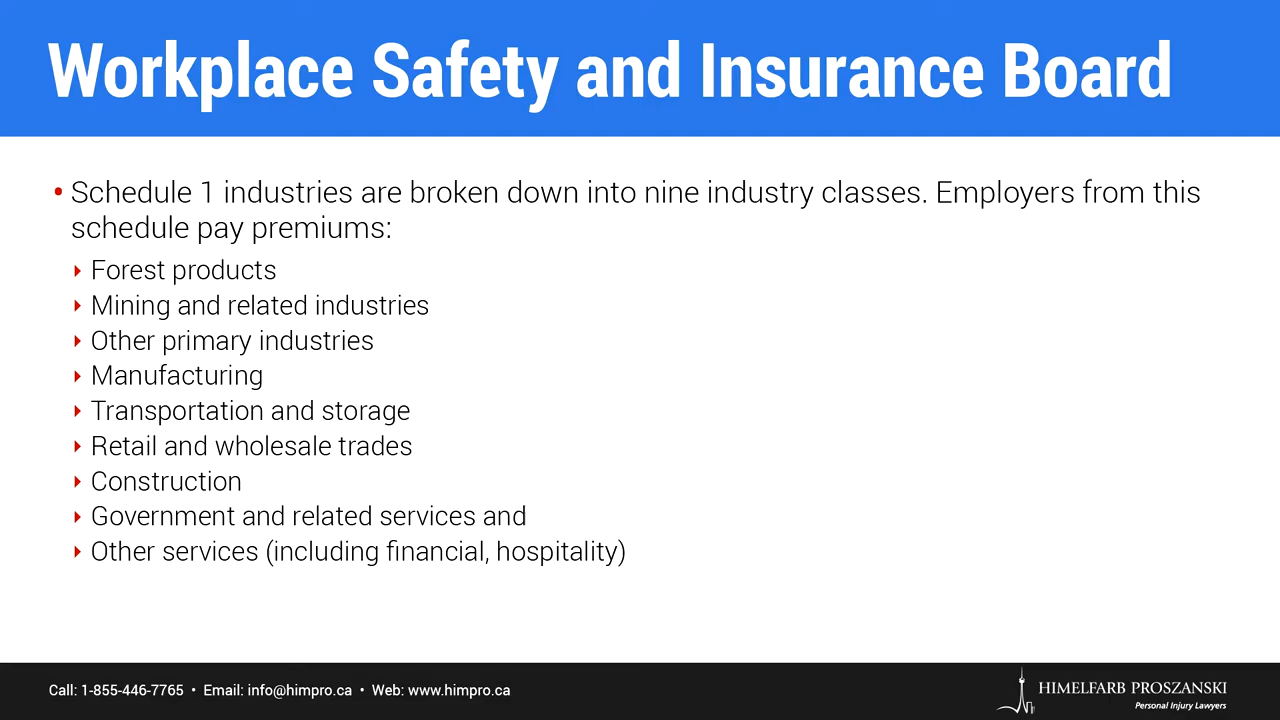 Workplace Safety and Insurance Board
• Schedule 1 industries are broken down into nine industry classes. Employers from this
schedule pay premiums:
‣ Forest products
‣ Mining and related industries
‣ Other primary industries
‣ Manufacturing
‣ Transportation and storage
‣ Retail and wholesale trades
‣ Construction
‣ Government and related services and
‣ Other services (including financial, hospitality)
Call: 1-855-446-7765 • Email: info@himpro.ca • Web: www.himpro.ca
HIMELFARB PROSZANSKI
Personal Injury Lawyers